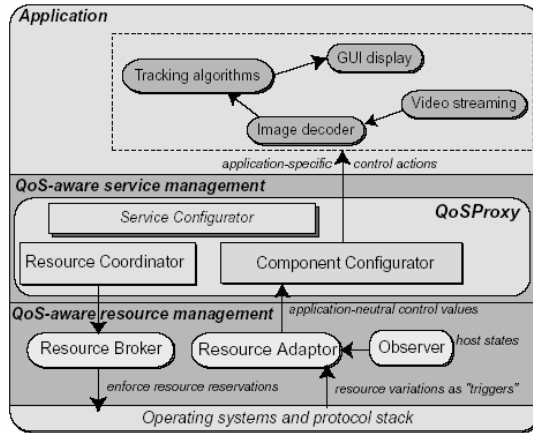 Application
GUI display
Tracking algorithms
Video streaming
Image decoder
application-specific control actions
QoS-aware service management
Service Configurator
QoSProxy
Resource Coordinator
Component Configurator
application-neutral control values
QoS-aware resource management
Resource Broker
Resource Adaptor
Observer
host states
enforce resource reservations
resource variations as "triggers"
Operating systems and protocol stack